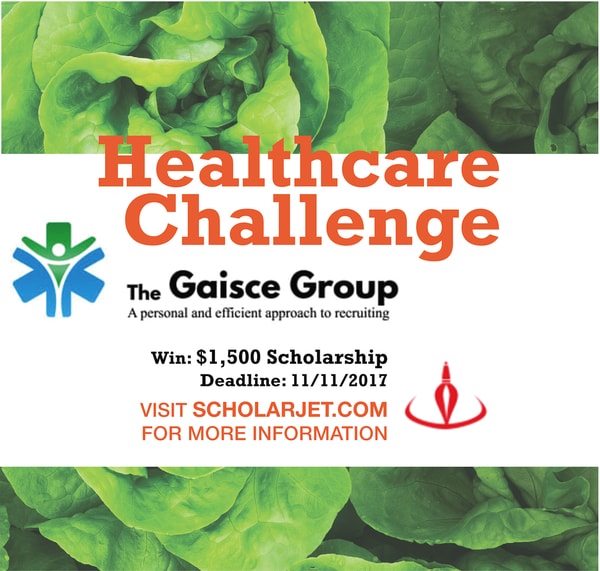 Healthcare
Challenge
The Gaisce Group
A personal and efficient approach to recruiting
Win: $1,500 Scholarship
Deadline: 11/11/2017
VISIT SCHOLARJET.COM
FOR MORE INFORMATION